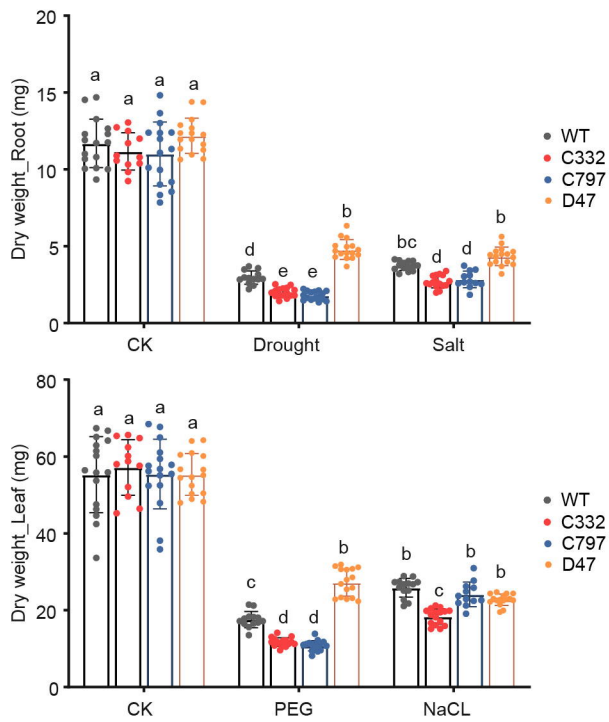 Dry weight_Root (mg)
20
15
10
5
0
a a a a
d e e b
bc d d b
CK Drought Salt
WT
C332
C797
D47
Dry weight_Leaf (mg)
80
60
40
20
0
a a a a
c d d b
b c b b
CK PEG NaCL
WT
C332
C797
D47